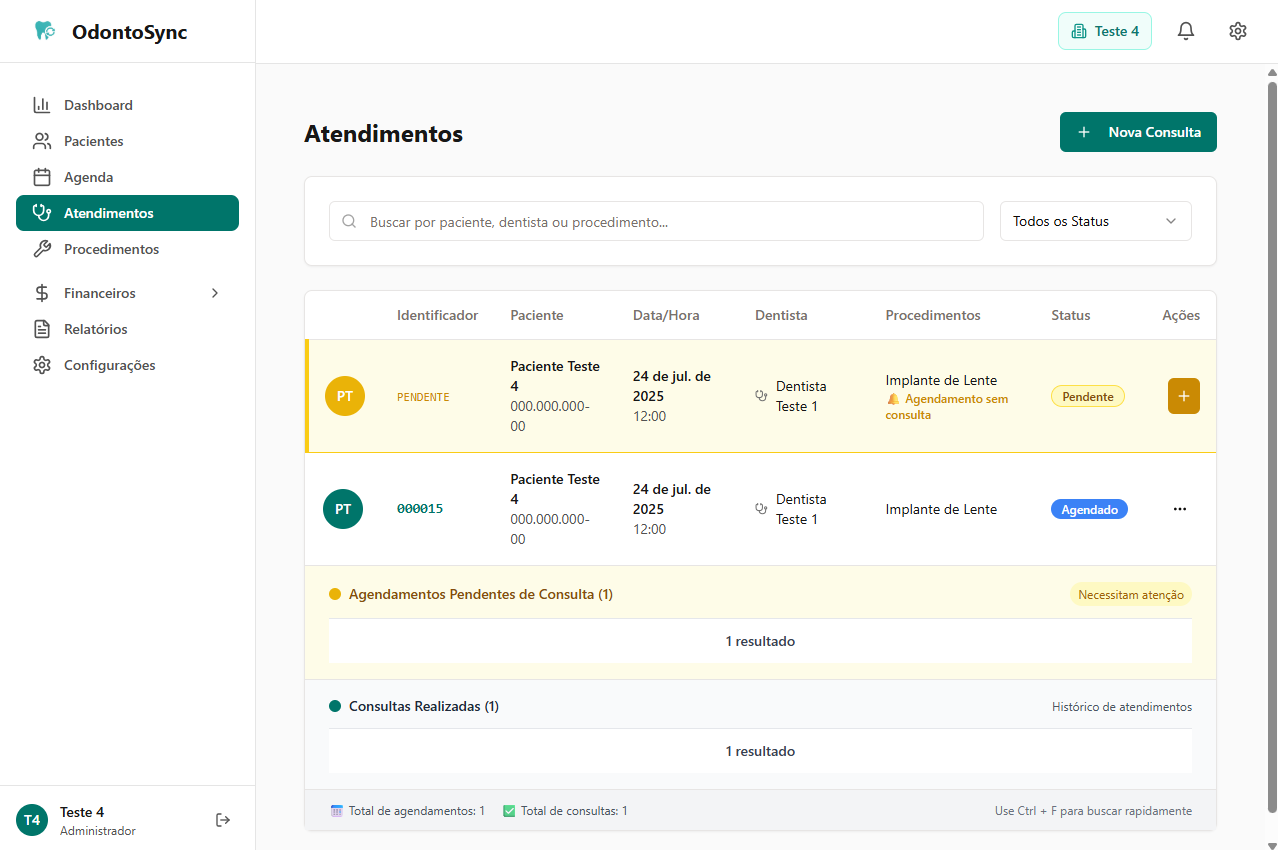 OdontoSync
Teste 4
Dashboard
Pacientes
Agenda
Atendimentos
Procedimentos
Financeiros
Relatórios
Configurações
T4
Teste 4
Administrador
Atendimentos
Nova Consulta
Buscar por paciente, dentista ou procedimento...
Todos os Status
Identificador Paciente Data/Hora Dentista Procedimentos Status Ações
PT
PENDENTE
Paciente Teste
4
000.000.000-
00
24 de jul. de
2025
12:00
Dentista
Teste 1
Implante de Lente
Agendamento sem
consulta
Pendente
+
PT
000015
Paciente Teste
4
000.000.000-
00
24 de jul. de
2025
12:00
Dentista
Teste 1
Implante de Lente
Agendado
...
Agendamentos Pendentes de Consulta (1)
Necessitam atenção
1 resultado
Consultas Realizadas (1)
Histórico de atendimentos
1 resultado
Total de agendamentos: 1
Total de consultas: 1
Use Ctrl + F para buscar rapidamente